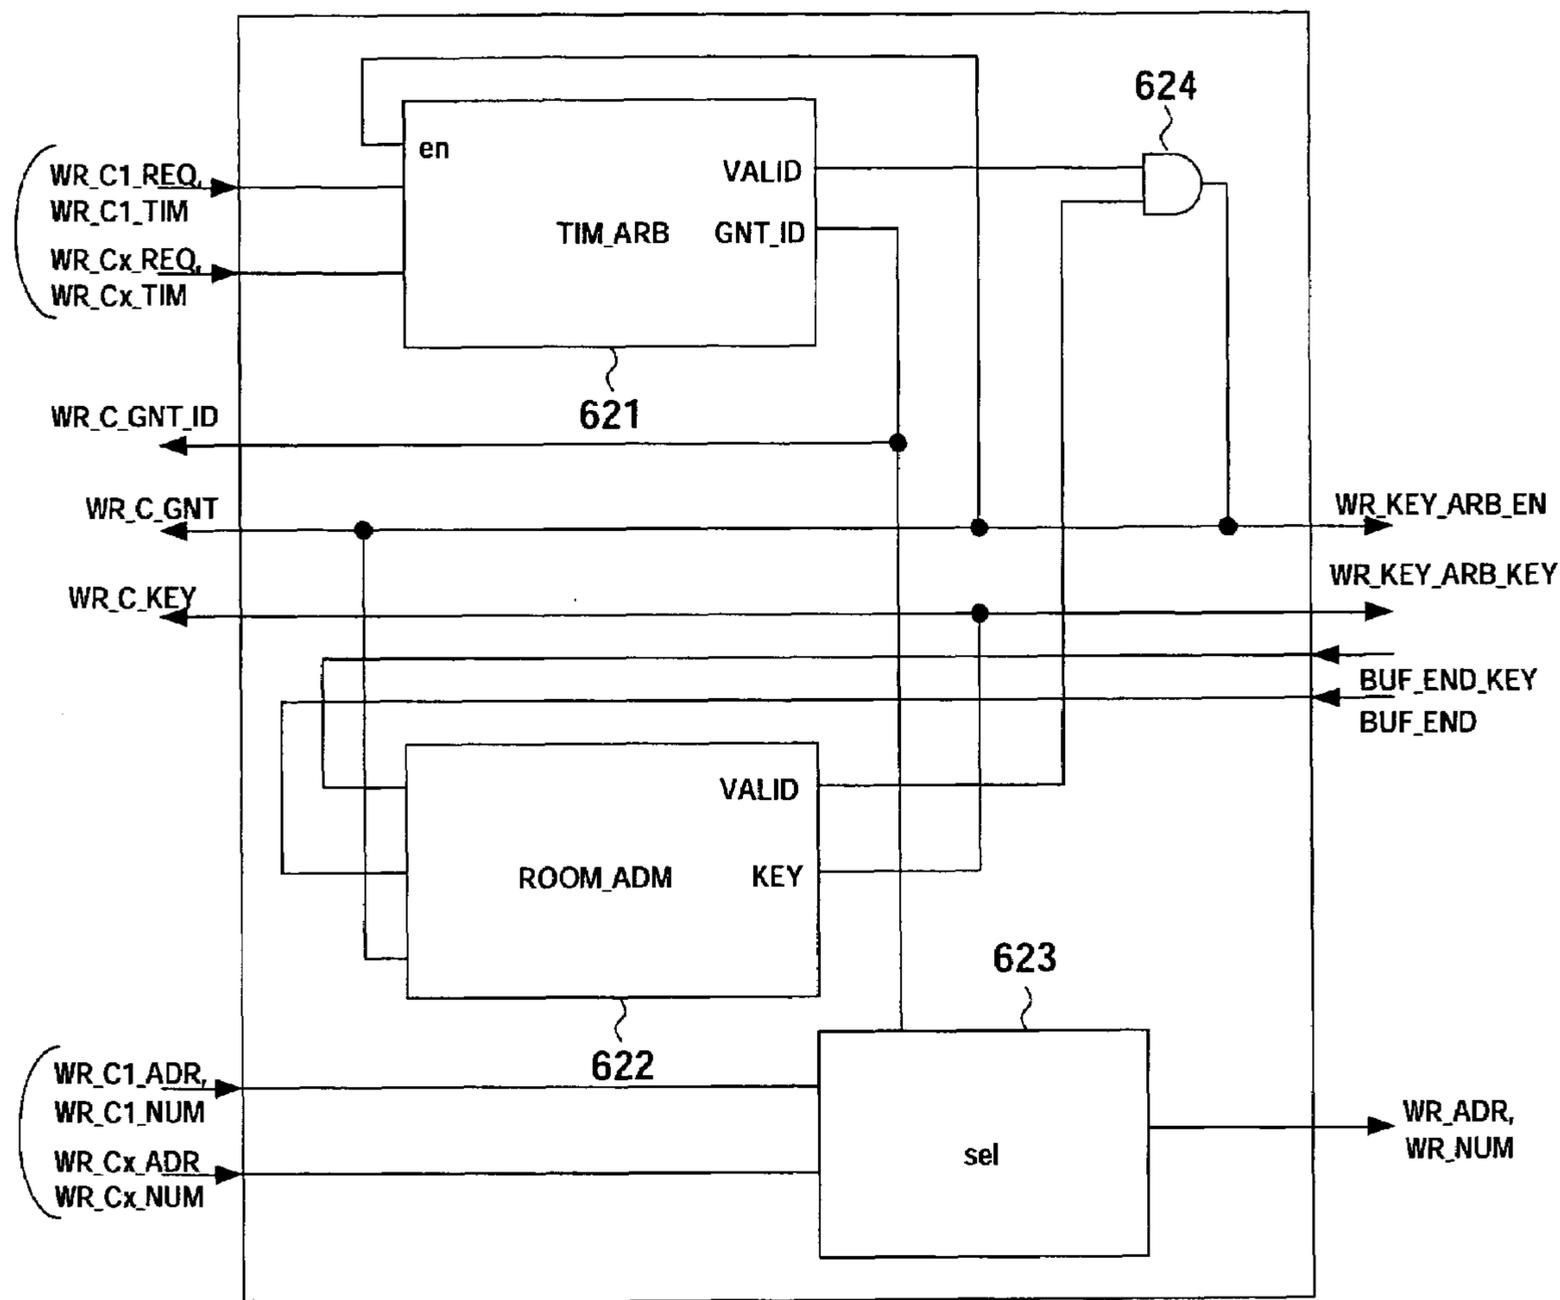 624
en
WR_C1_REQ,
WR_C1_TIM
VALID
TIM_ARB
GNT_ID
WR_Cx_REQ,
WR_Cx_TIM
621
WR_C_GNT_ID
WR_C_GNT
WR_KEY_ARB_EN
WR_KEY_ARB_KEY
WR_C_KEY
BUF_END_KEY
BUF_END
VALID
ROOM_ADM
KEY
623
622
WR_C1_ADR,
WR_C1_NUM
WR_ADR,
WR_NUM
WR_Cx_ADR
WR_Cx_NUM
sel